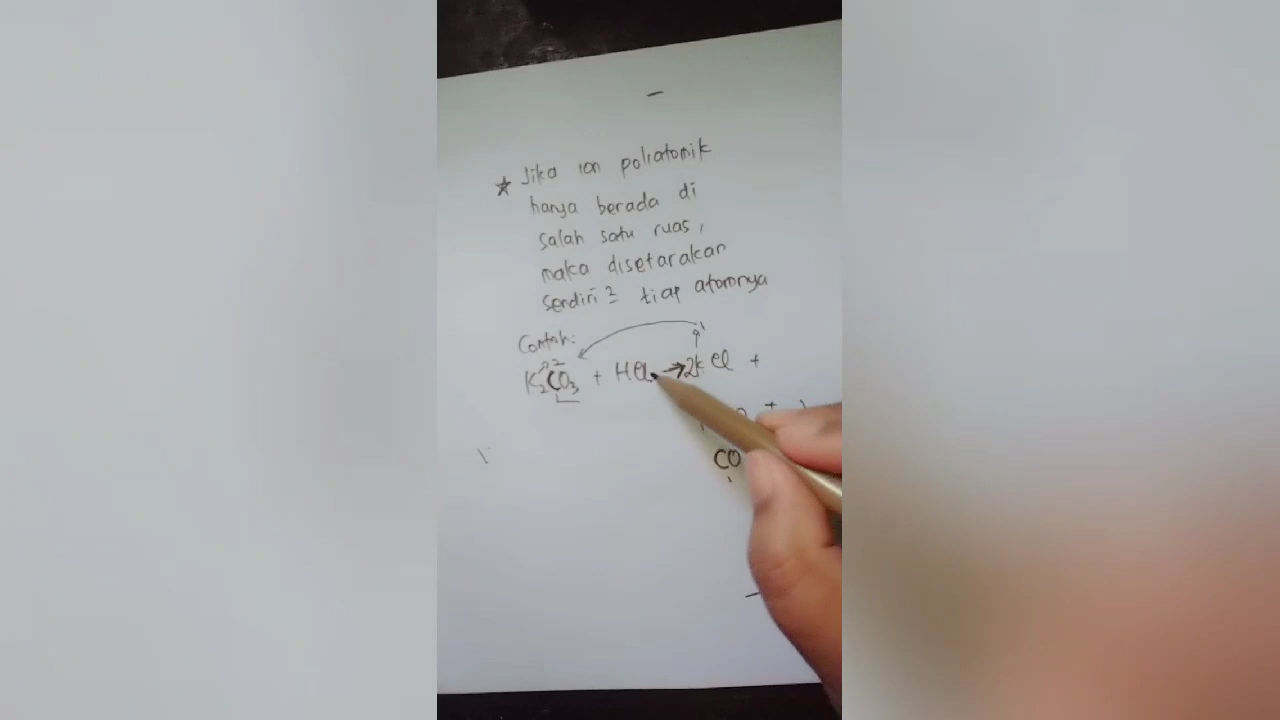 ☆ Jika ion poliatomik
hanya berada di
salah satu ruas,
maka disetarakan
sendiri² tiap atomnya
Contoh:
K₂CO₃ + HCl → 2KCl +
CO